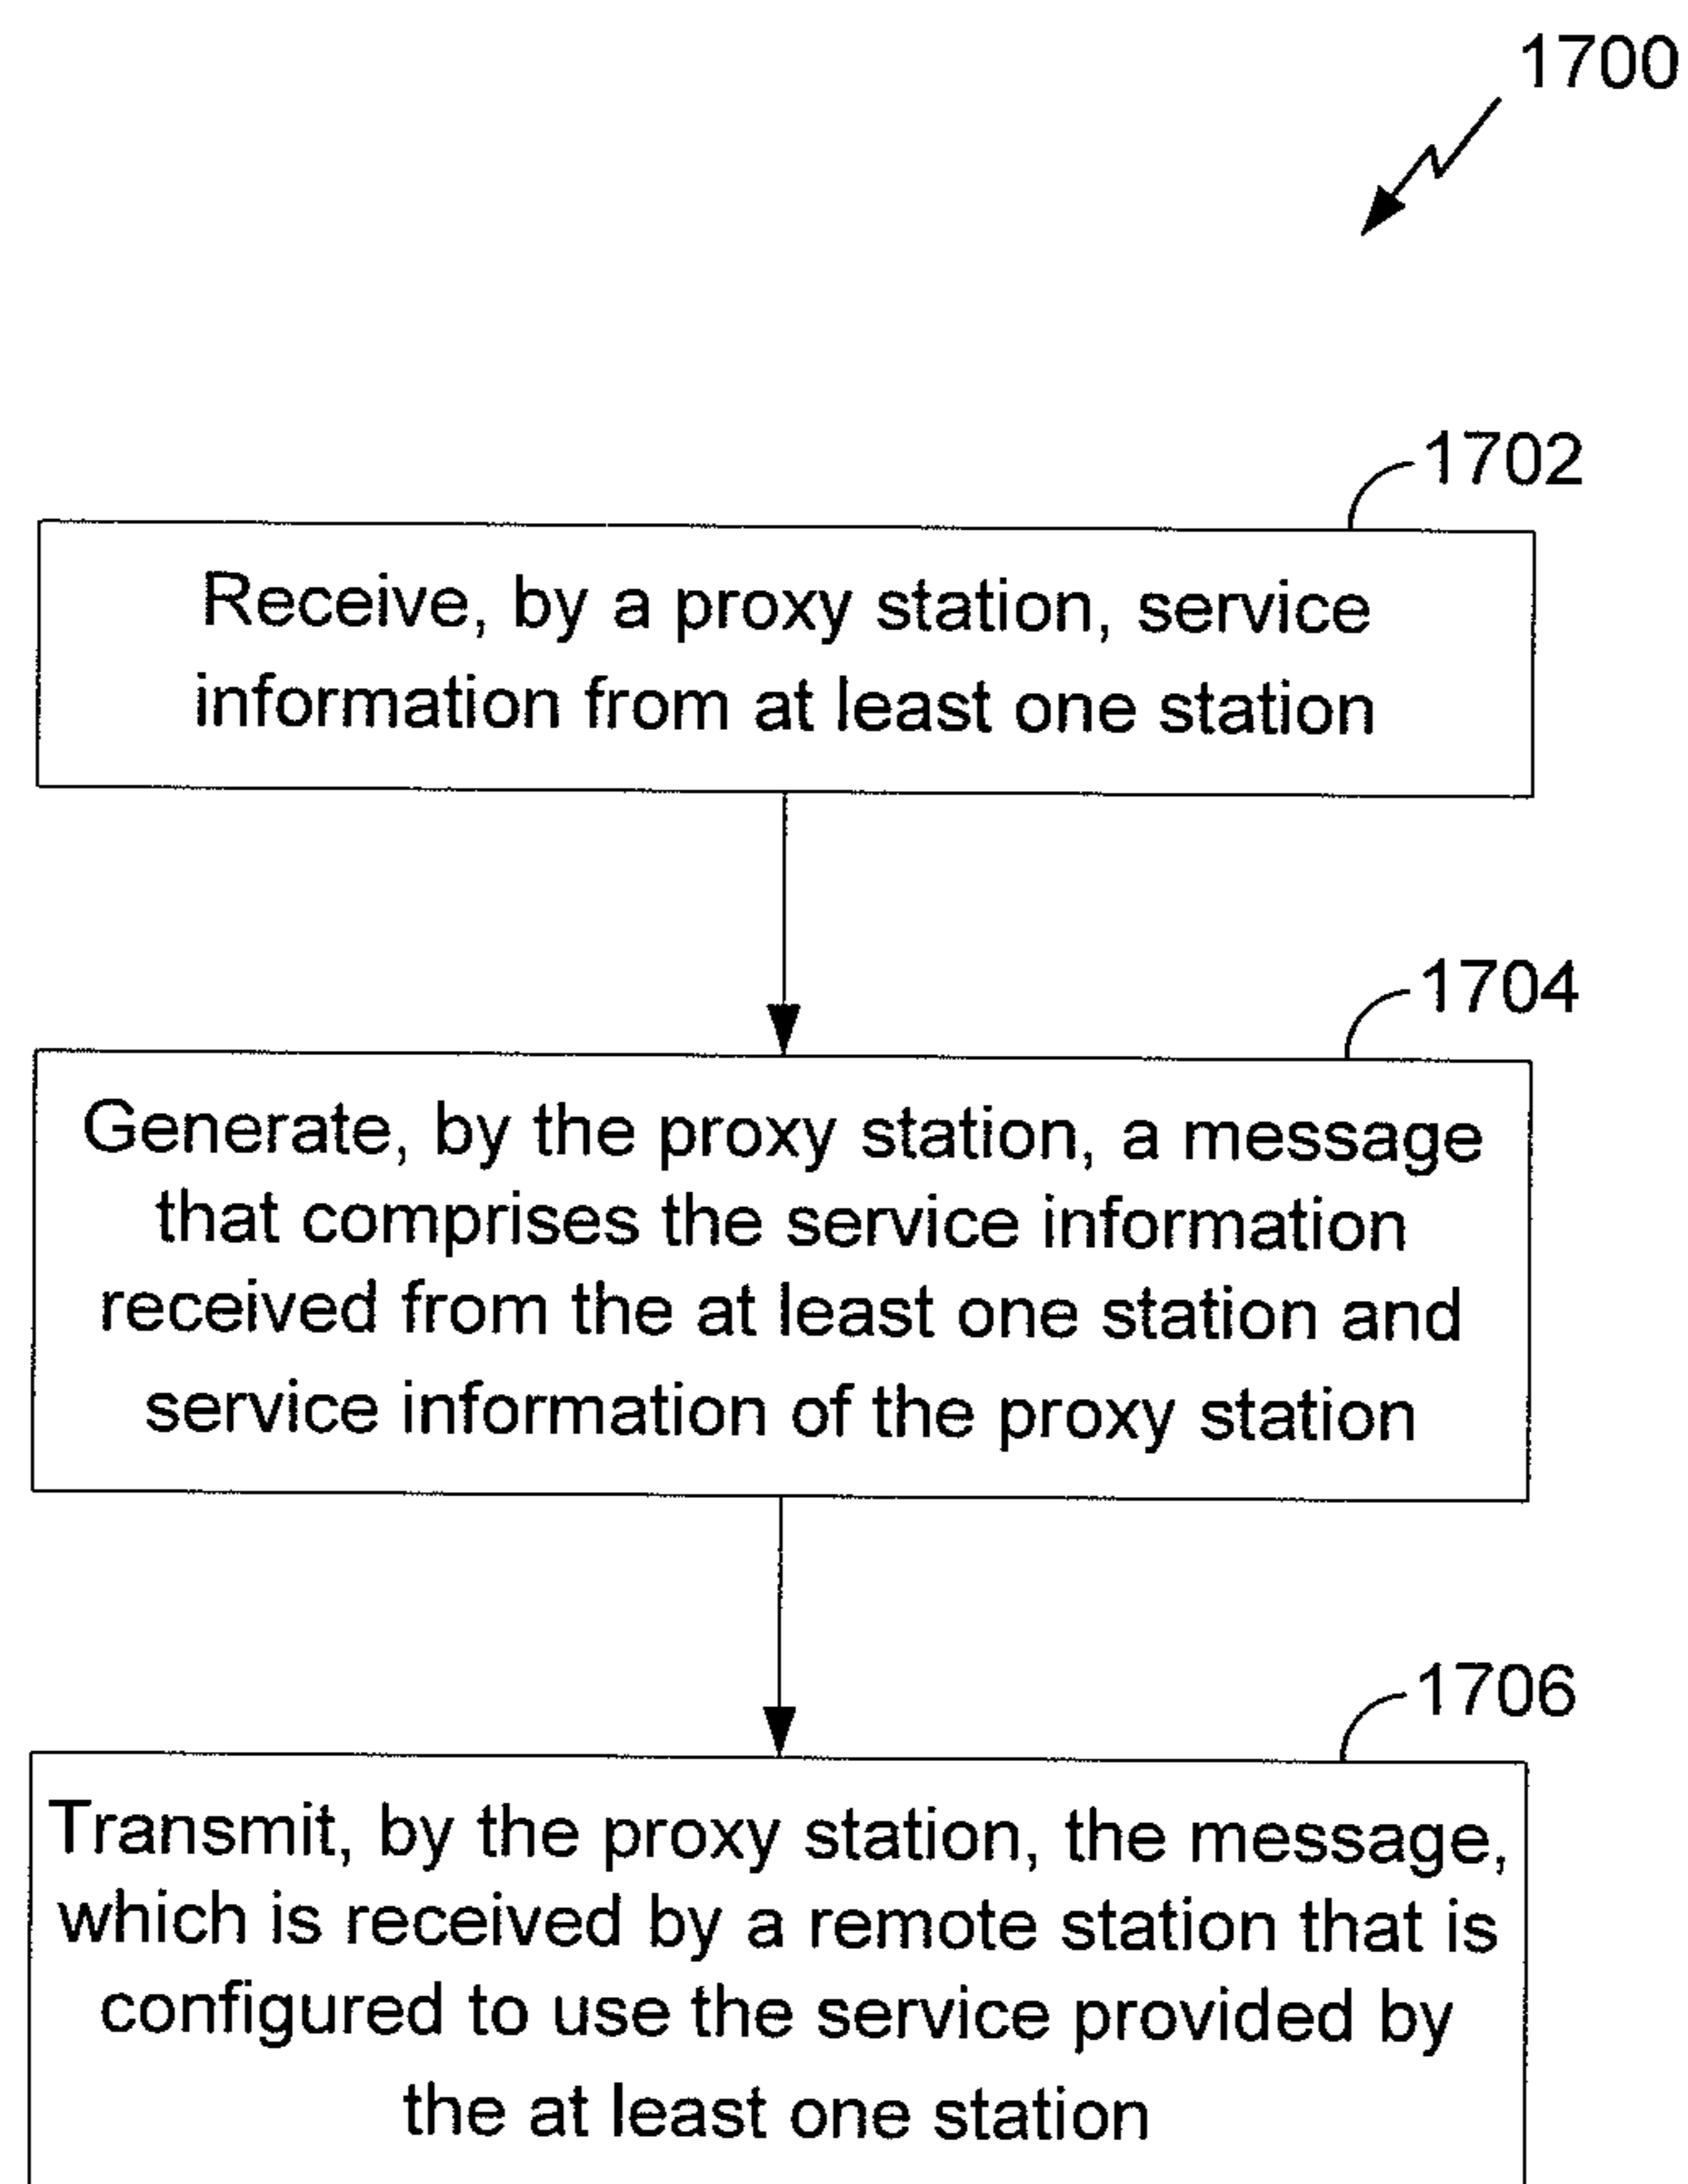 1700
1702
Receive, by a proxy station, service
information from at least one station
1704
Generate, by the proxy station, a message
that comprises the service information
received from the at least one station and
service information of the proxy station
1706
Transmit, by the proxy station, the message,
which is received by a remote station that is
configured to use the service provided by
the at least one station